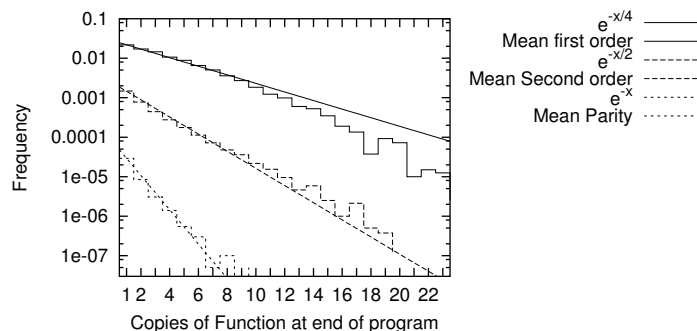 0.1
0.01
0.001
0.0001
1e-05
1e-06
1e-07
Frequency
1 2 4 6 8 10 12 14 16 18 20 22
Copies of Function at end of program
e^-x/4
Mean first order
e^-x/2
Mean Second order
e^-x
Mean Parity